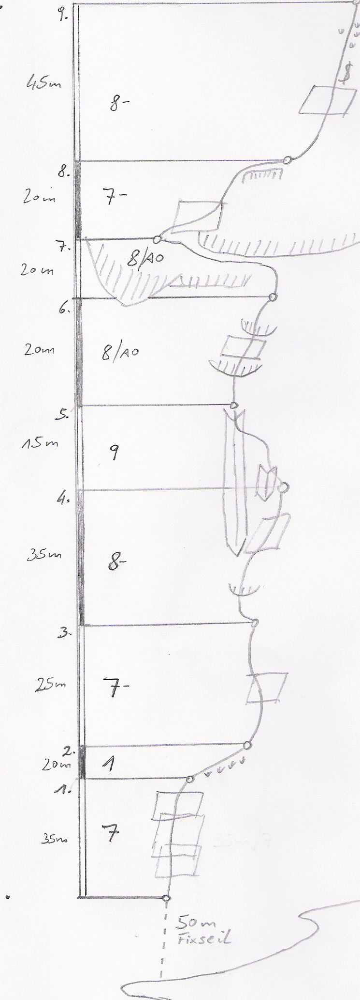 9.
45m
8-
8.
20m
7-
7.
8/A0
20m
6.
20m
8/A0
5.
15m
9
4.
35m
8-
3.
25m
7-
2.
20m
1
1.
7
35m
50m
Fixseil